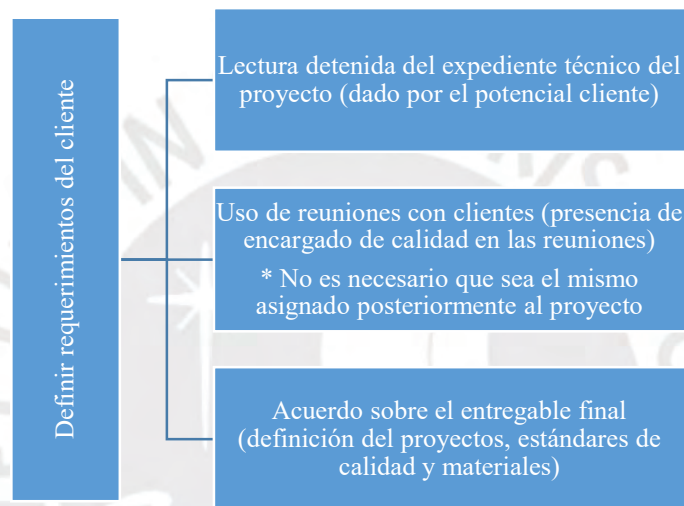 Definir requerimientos del cliente
Lectura detenida del expediente técnico del
proyecto (dado por el potencial cliente)
Uso de reuniones con clientes (presencia de
encargado de calidad en las reuniones)
* No es necesario que sea el mismo
asignado posteriormente al proyecto
Acuerdo sobre el entregable final
(definición del proyectos, estándares de
calidad y materiales)